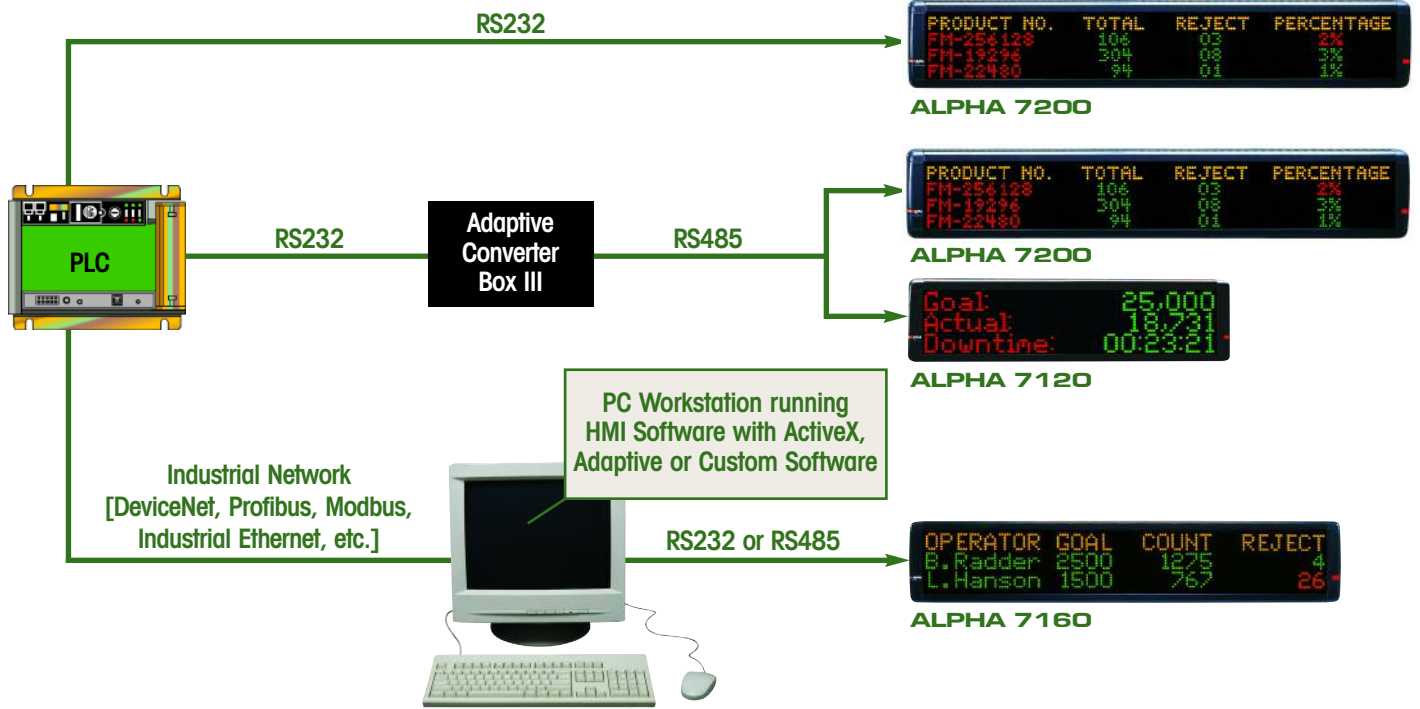 RS232
PRODUCT NO. TOTAL REJECT PERCENTAGE
FM-256128 106 03 2%
FM-19296 304 08 3%
FM-22480 94 01 1%
ALPHA 7200
PLC
RS232
Adaptive
Converter
Box III
RS485
PRODUCT NO. TOTAL REJECT PERCENTAGE
FM-256128 106 03 2%
FM-19296 304 08 3%
FM-22480 94 01 1%
ALPHA 7200
Goal: 25,000
Actual: 18,731
Downtime: 00:23:21
ALPHA 7120
PC Workstation running
HMI Software with ActiveX,
Adaptive or Custom Software
Industrial Network
[DeviceNet, Profibus, Modbus,
Industrial Ethernet, etc.]
RS232 or RS485
OPERATOR GOAL COUNT REJECT
B.Radder 2500 1275 4
L.Hanson 1500 767 26
ALPHA 7160